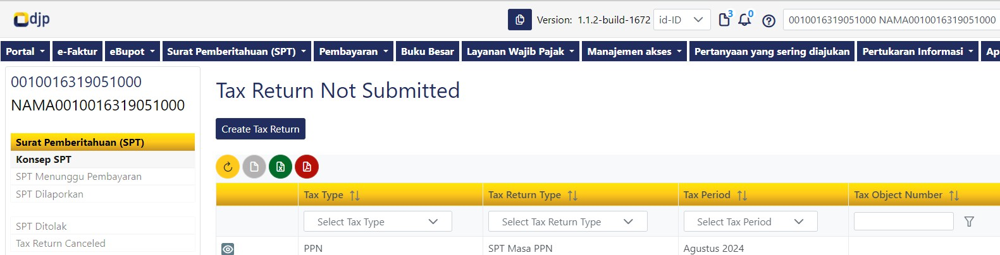 djp
Version: 1.1.2-build-1672 id-ID 3 0 0010016319051000 NAMA0010016319051000
Portal e-Faktur eBupot Surat Pemberitahuan (SPT) Pembayaran Buku Besar Layanan Wajib Pajak Manajemen akses Pertanyaan yang sering diajukan Pertukaran Informasi Ap
0010016319051000
NAMA0010016319051000
Surat Pemberitahuan (SPT)
Konsep SPT
SPT Menunggu Pembayaran
SPT Dilaporkan
SPT Ditolak
Tax Return Canceled
Tax Return Not Submitted
Create Tax Return
Tax Type Tax Return Type Tax Period Tax Object Number
Select Tax Type Select Tax Return Type Select Tax Period
PPN SPT Masa PPN Agustus 2024